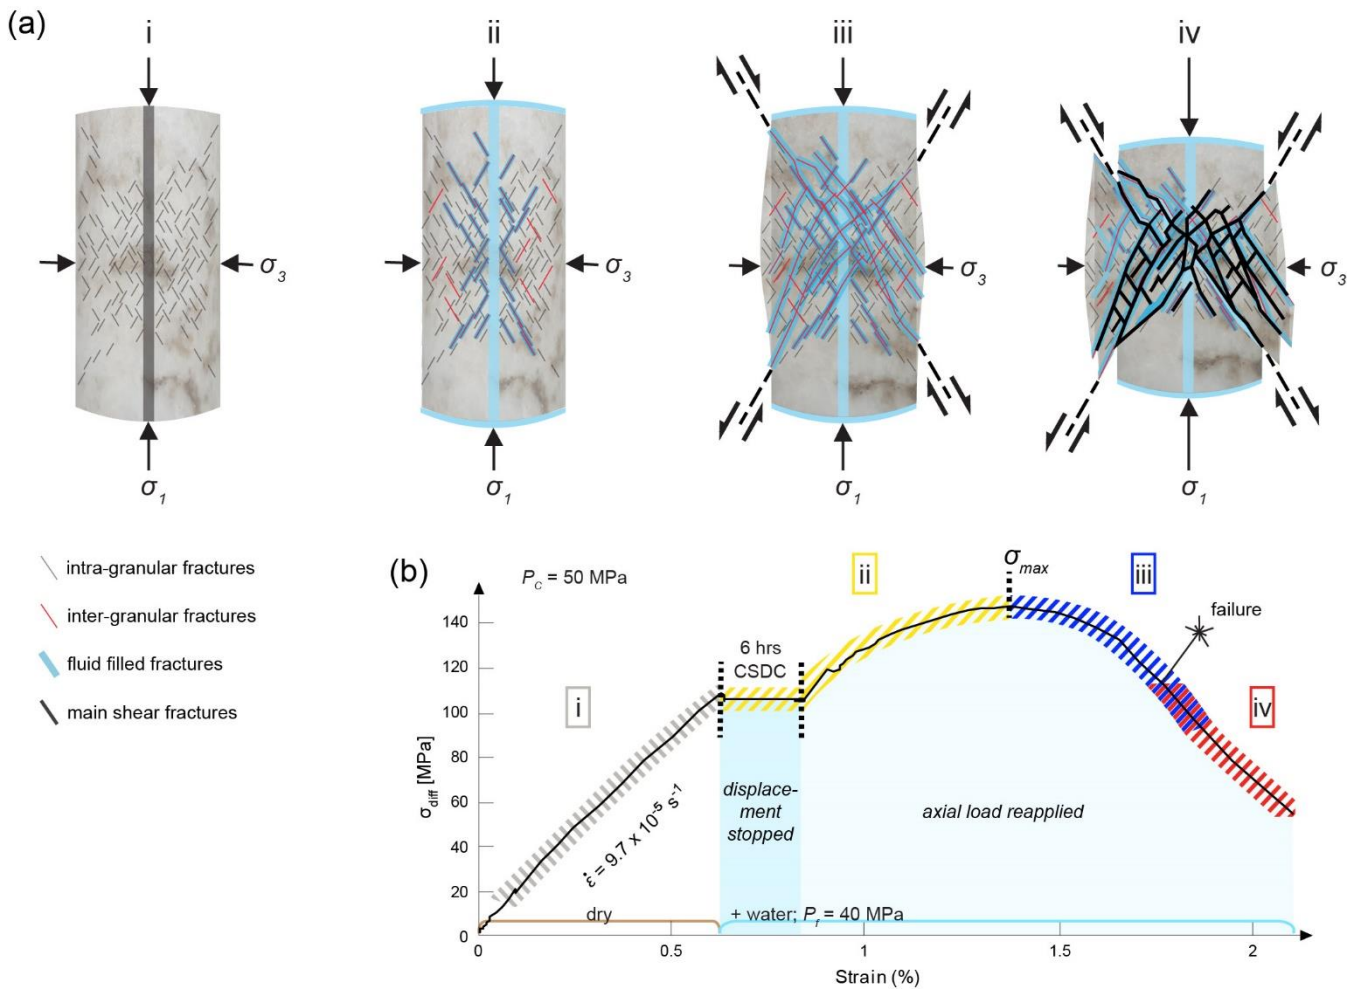 (a)
i
ii
iii
iv
σ3
σ3
σ3
σ3
σ1
σ1
σ1
σ1
intra-granular fractures
inter-granular fractures
fluid filled fractures
main shear fractures
(b)
PC = 50 MPa
ii
σmax
iii
failure
6 hrs
CSDC
i
iv
σdiff [MPa]
140
120
100
80
60
40
20
0
ε̇ = 9.7 x 10⁻⁵ s⁻¹
displace-
ment
stopped
axial load reapplied
dry
+ water; Pf = 40 MPa
0
0.5
1
1.5
2
Strain (%)